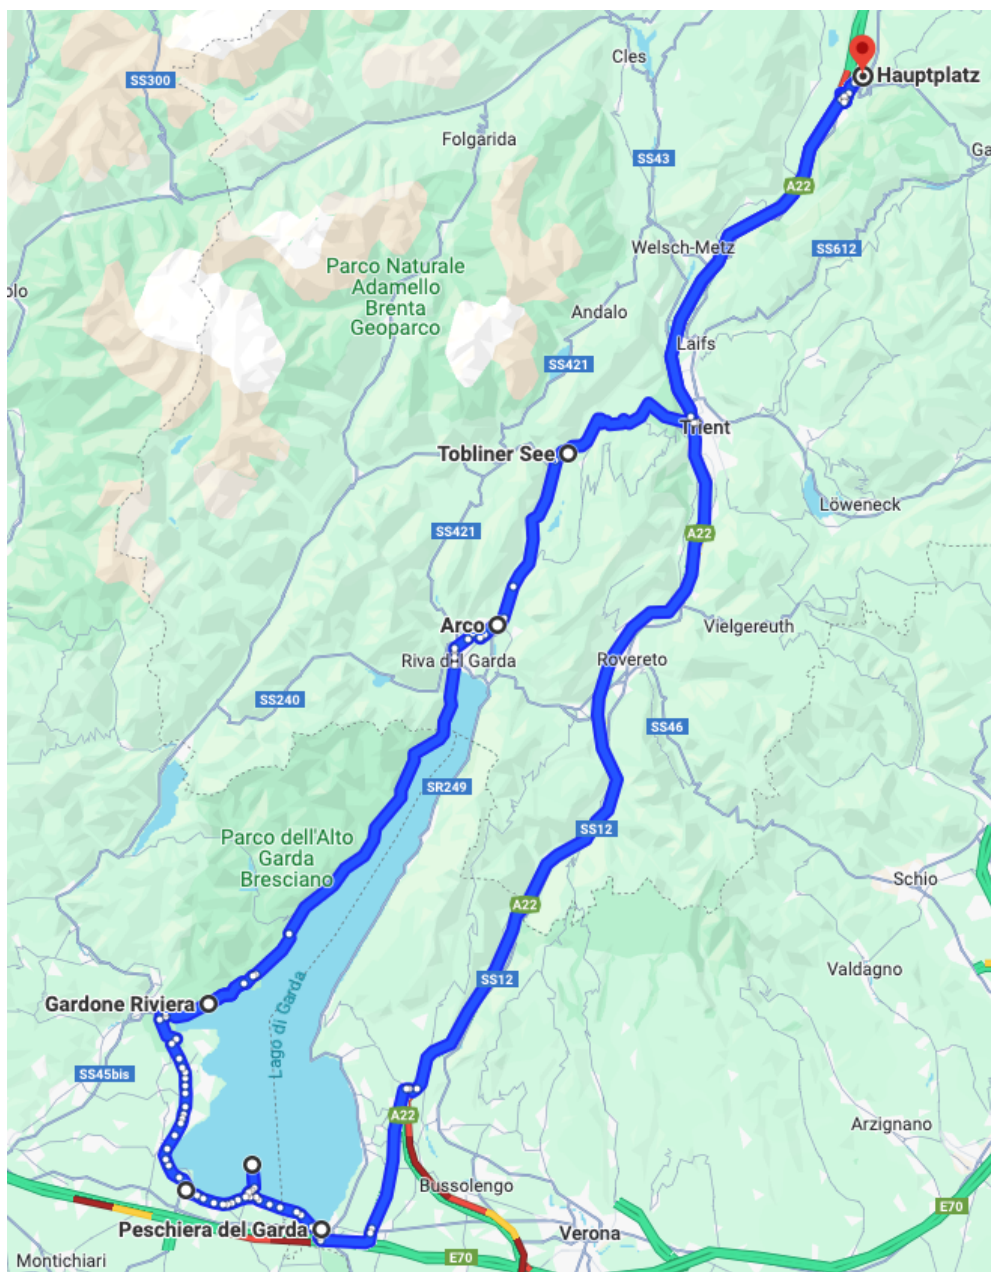 Cles
SS300
Hauptplatz
Folgarida
SS43
Ga
A22
Welsch-Metz
SS612
Parco Naturale
Adamello
Brenta
Geoparco
olo
Andalo
Laifs
SS421
Trient
Tobliner See
Löweneck
SS421
A22
Arco
Vielgereuth
Riva del Garda
Rovereto
SS240
SS46
SR249
Parco dell'Alto
Garda
Bresciano
SS12
Schio
A22
Valdagno
SS12
Gardone Riviera
Lago di Garda
SS45bis
A22
Arzignano
Bussolengo
E70
Peschiera del Garda
Verona
E70
Montichiari